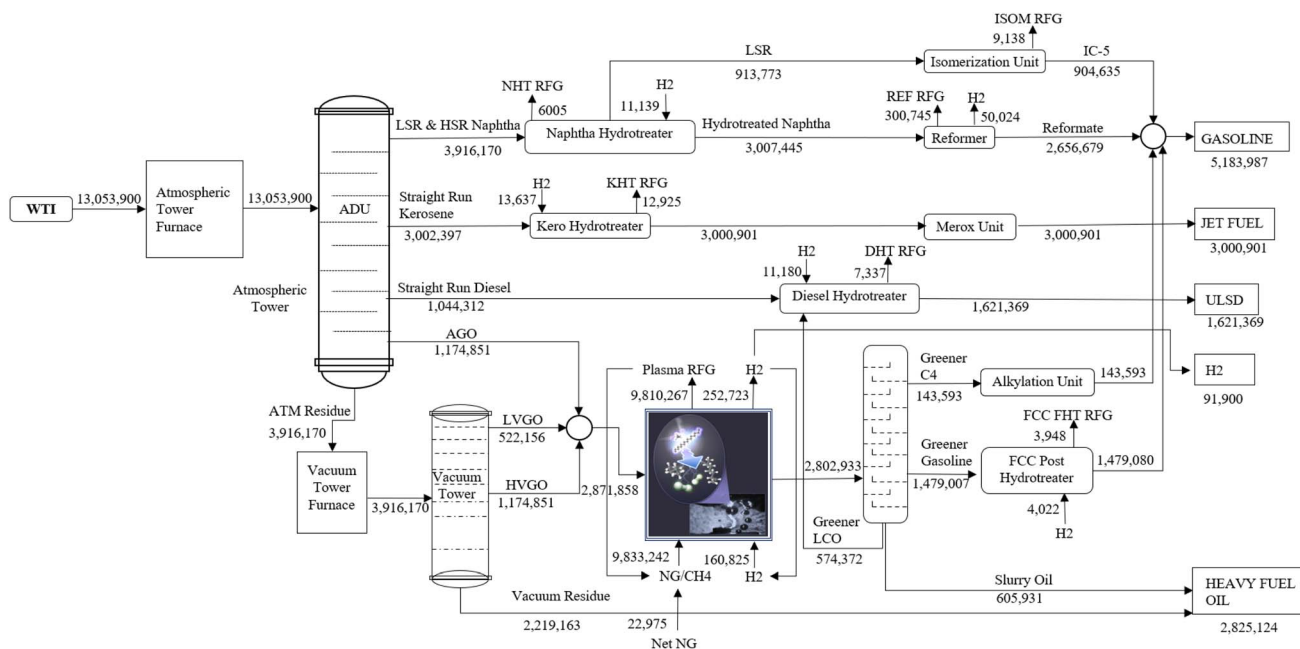 ISOM RFG
9,138
LSR
913,773
Isomerization Unit
IC-5
904,635
NHT RFG
6005
H2
11,139
REF RFG
300,745
H2
50,024
LSR & HSR Naphtha
3,916,170
Naphtha Hydrotreater
Hydrotreated Naphtha
3,007,445
Reformer
Reformate
2,656,679
GASOLINE
5,183,987
WTI
13,053,900
Atmospheric
Tower
Furnace
13,053,900
ADU
Atmospheric
Tower
Straight Run
Kerosene
3,002,397
H2
13,637
KHT RFG
12,925
Kero Hydrotreater
3,000,901
Merox Unit
3,000,901
JET FUEL
3,000,901
Straight Run Diesel
1,044,312
H2
11,180
DHT RFG
7,337
Diesel Hydrotreater
1,621,369
ULSD
1,621,369
AGO
1,174,851
H2
91,900
Plasma RFG
9,810,267
H2
252,723
Greener
C4
143,593
Alkylation Unit
143,593
ATM Residue
3,916,170
Vacuum
Tower
Furnace
3,916,170
Vacuum
Tower
LVGO
522,156
HVGO
1,174,851
2,871,858
2,802,933
Greener
Gasoline
1,479,007
FCC FHT RFG
3,948
FCC Post
Hydrotreater
1,479,080
4,022
H2
Greener
LCO
574,372
9,833,242
NG/CH4
160,825
H2
Vacuum Residue
2,219,163
22,975
Net NG
Slurry Oil
605,931
HEAVY FUEL
OIL
2,825,124